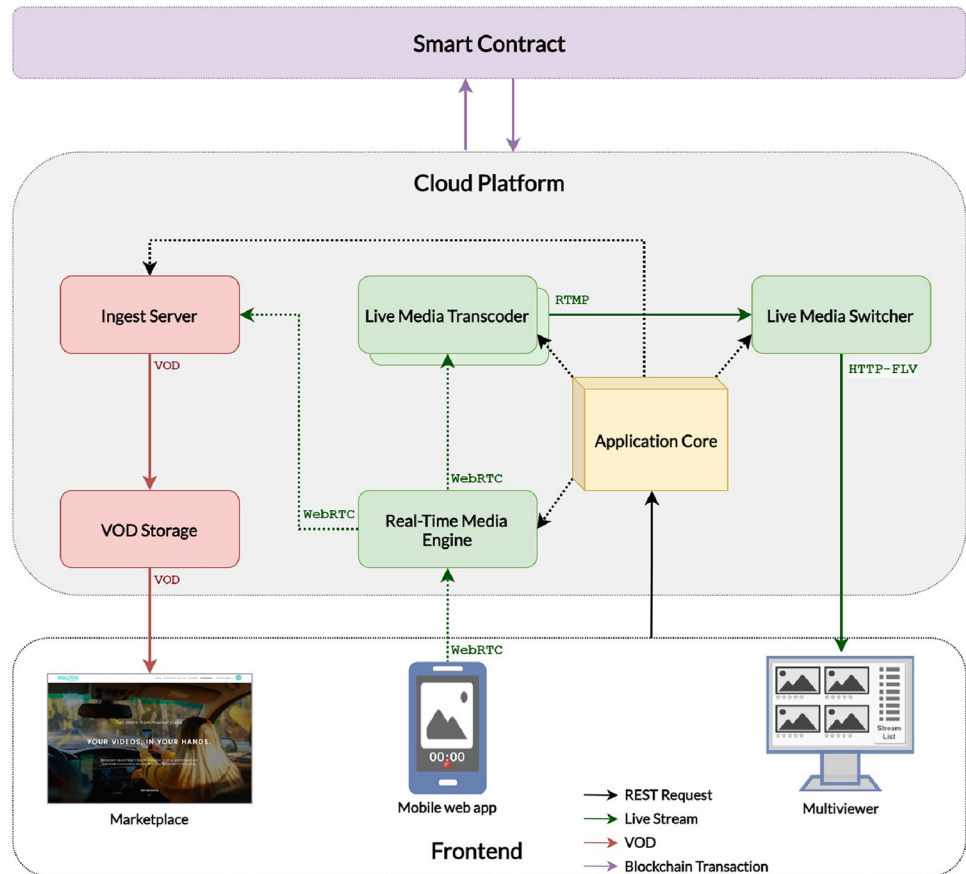 Smart Contract
Cloud Platform
Ingest Server
Live Media Transcoder
RTMP
Live Media Switcher
VOD
HTTP-FLV
Application Core
WebRTC
WebRTC
VOD Storage
Real-Time Media
Engine
VOD
WebRTC
YOUR VIDEOS, IN YOUR HANDS.
00:00
Stream
List
Marketplace
Mobile web app
Multiviewer
REST Request
Live Stream
VOD
Blockchain Transaction
Frontend